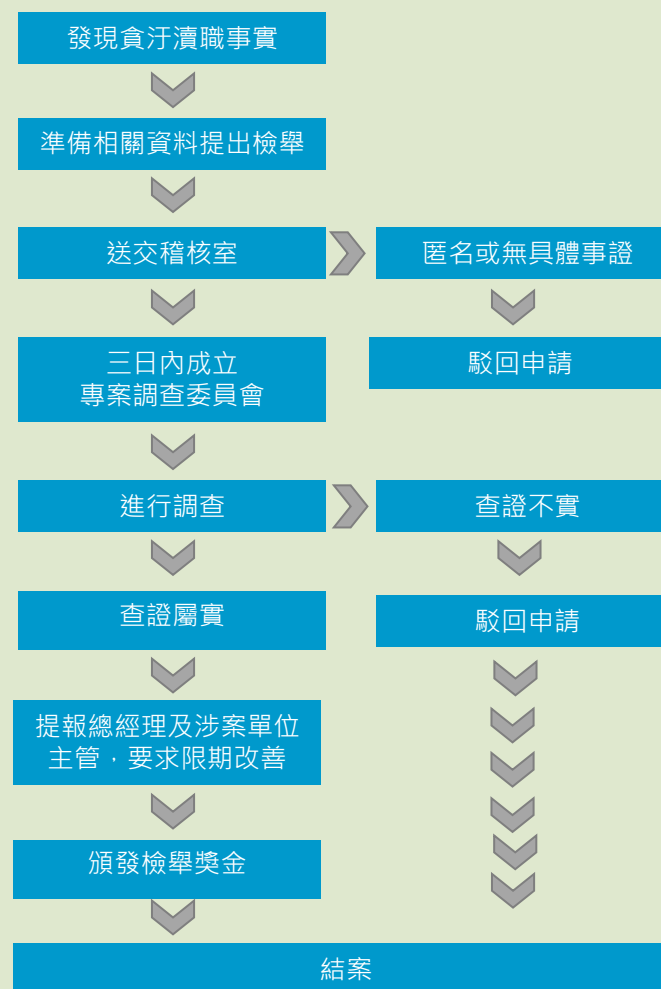 發現貪汙瀆職事實
準備相關資料提出檢舉
送交稽核室
匿名或無具體事證
三日內成立
專案調查委員會
駁回申請
進行調查
查證不實
查證屬實
駁回申請
提報總經理及涉案單位
主管，要求限期改善
頒發檢舉獎金
結案